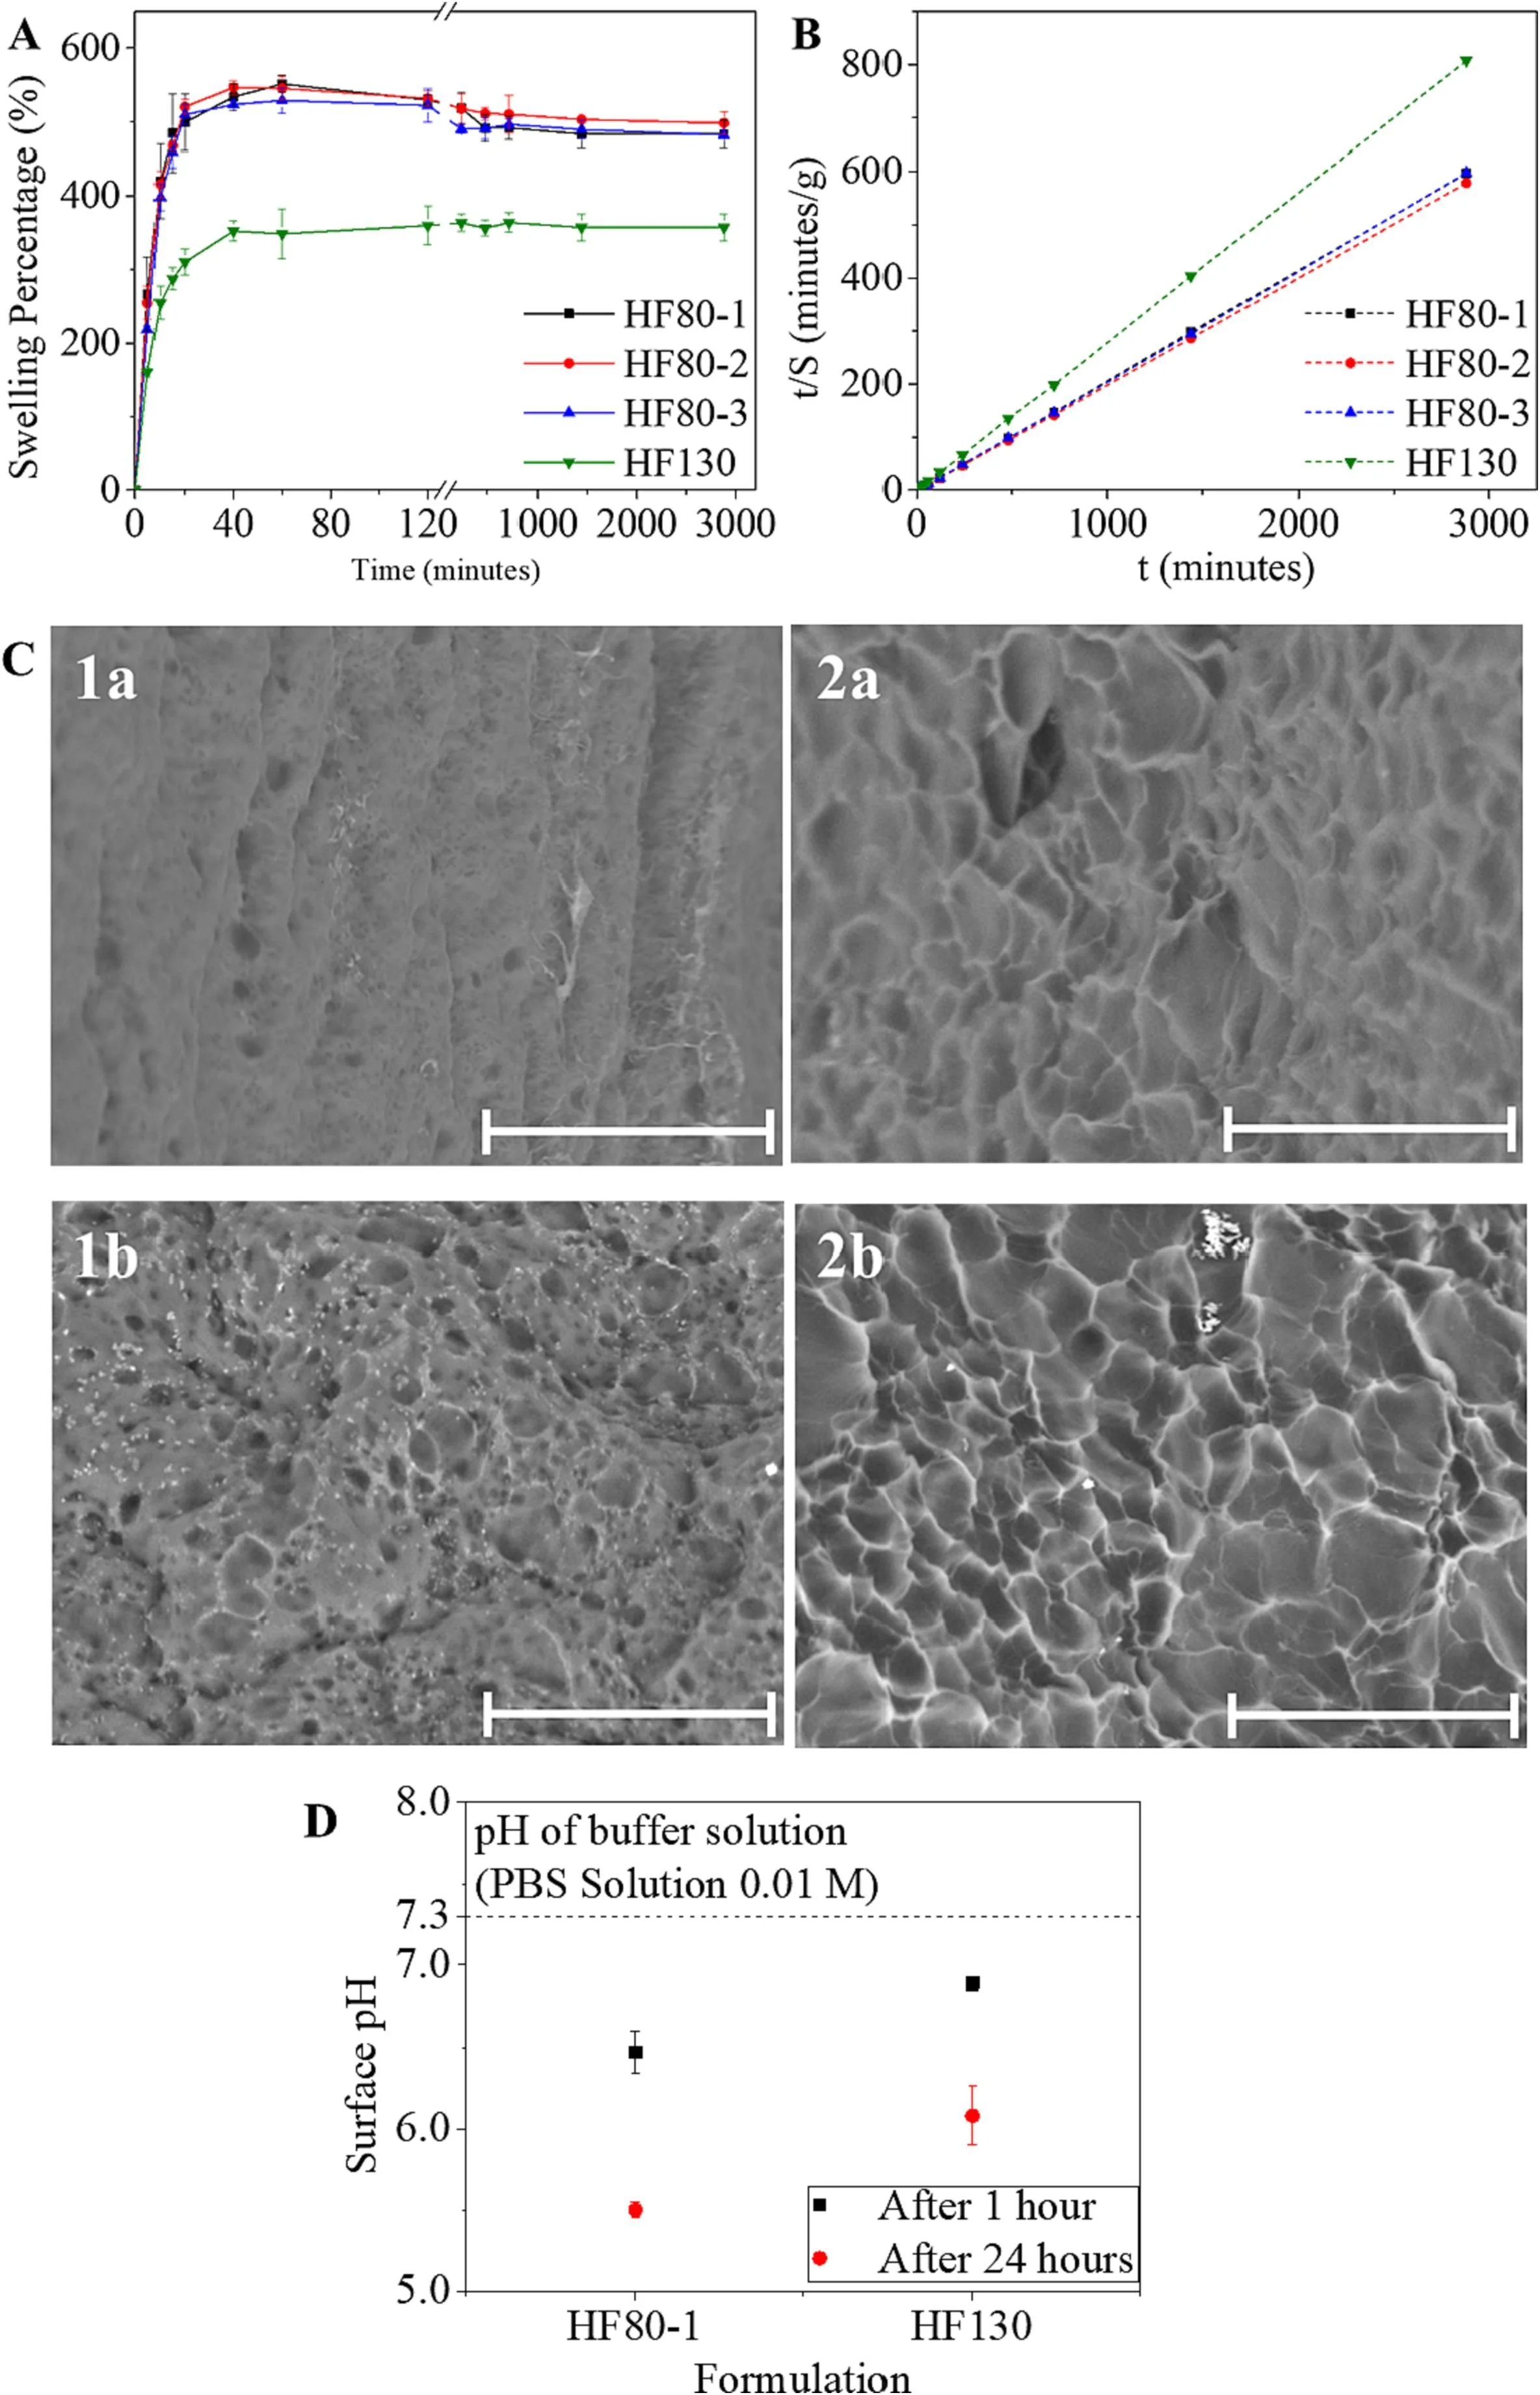 A
Swelling Percentage (%)
600
400
200
0
0 40 80 120 1000 2000 3000
Time (minutes)
HF80-1
HF80-2
HF80-3
HF130
B
t/S (minutes/g)
800
600
400
200
0
0 1000 2000 3000
t (minutes)
HF80-1
HF80-2
HF80-3
HF130
C
1a
2a
1b
2b
D
Surface pH
8.0
7.3
7.0
6.0
5.0
pH of buffer solution
(PBS Solution 0.01 M)
After 1 hour
After 24 hours
HF80-1 HF130
Formulation